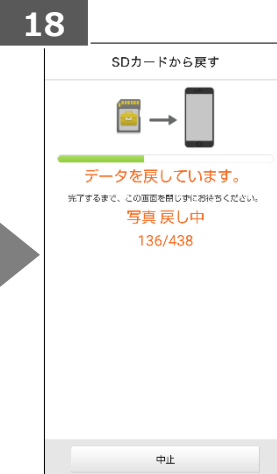 18
SDカードから戻す
データを戻しています。
完了するまで、この画面を閉じずにお待ちください。
写真 戻し中
136/438
中止